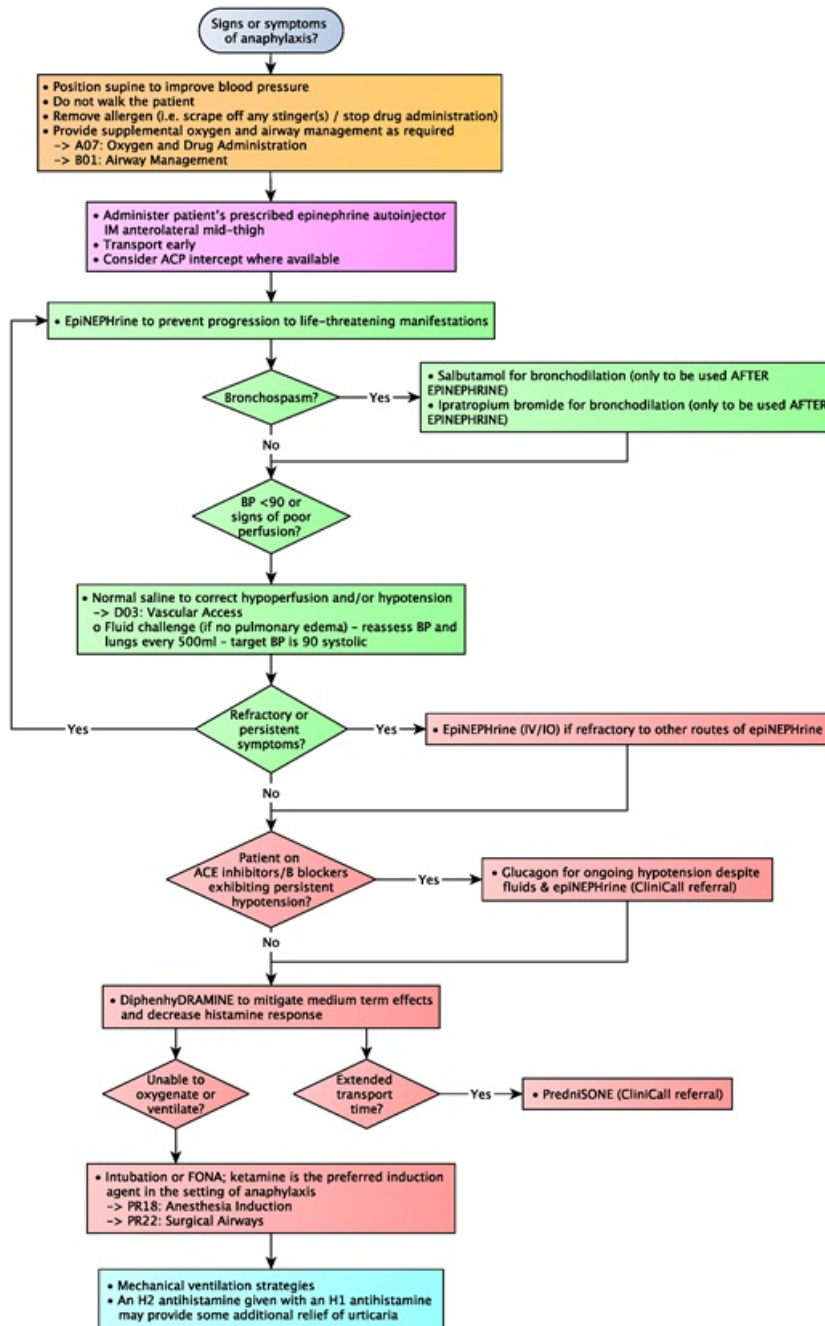 Signs or symptoms
of anaphylaxis?
• Position supine to improve blood pressure
• Do not walk the patient
• Remove allergen (i.e. scrape off any stinger(s) / stop drug administration)
• Provide supplemental oxygen and airway management as required
-> A07: Oxygen and Drug Administration
-> B01: Airway Management
• Administer patient's prescribed epinephrine autoinjector
IM anterolateral mid-thigh
• Transport early
• Consider ACP intercept where available
• EpiNEPHrine to prevent progression to life-threatening manifestations
Bronchospasm?
Yes
• Salbutamol for bronchodilation (only to be used AFTER
EPINEPHRINE)
• Ipratropium bromide for bronchodilation (only to be used AFTER
EPINEPHRINE)
No
BP <90 or
signs of poor
perfusion?
• Normal saline to correct hypoperfusion and/or hypotension
-> D03: Vascular Access
o Fluid challenge (if no pulmonary edema) - reassess BP and
lungs every 500ml - target BP is 90 systolic
Yes
Refractory or
persistent
symptoms?
Yes
• EpiNEPHrine (IV/IO) if refractory to other routes of epiNEPHrine
No
Patient on
ACE inhibitors/B blockers
exhibiting persistent
hypotension?
Yes
• Glucagon for ongoing hypotension despite
fluids & epiNEPHrine (CliniCall referral)
No
• DiphenhyDRAMINE to mitigate medium term effects
and decrease histamine response
Unable to
oxygenate or
ventilate?
Extended
transport
time?
Yes
• PredniSONE (CliniCall referral)
• Intubation or FONA; ketamine is the preferred induction
agent in the setting of anaphylaxis
-> PR18: Anesthesia Induction
-> PR22: Surgical Airways
• Mechanical ventilation strategies
• An H2 antihistamine given with an H1 antihistamine
may provide some additional relief of urticaria